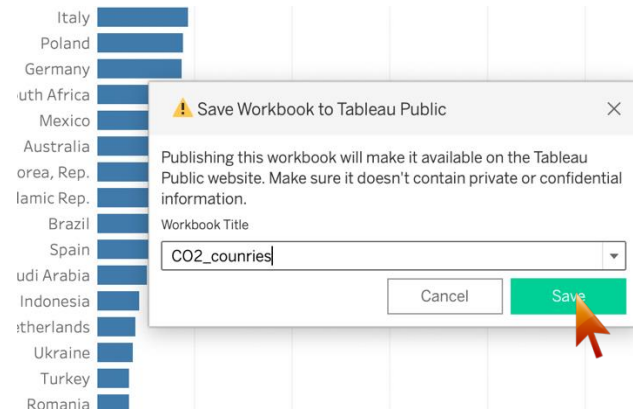 Italy
Poland
Germany
uth Africa
Mexico
Australia
orea, Rep.
lamic Rep.
Brazil
Spain
udi Arabia
Indonesia
etherlands
Ukraine
Turkey
Romania
Save Workbook to Tableau Public
Publishing this workbook will make it available on the Tableau
Public website. Make sure it doesn't contain private or confidential
information.
Workbook Title
CO2_counries
Cancel
Save